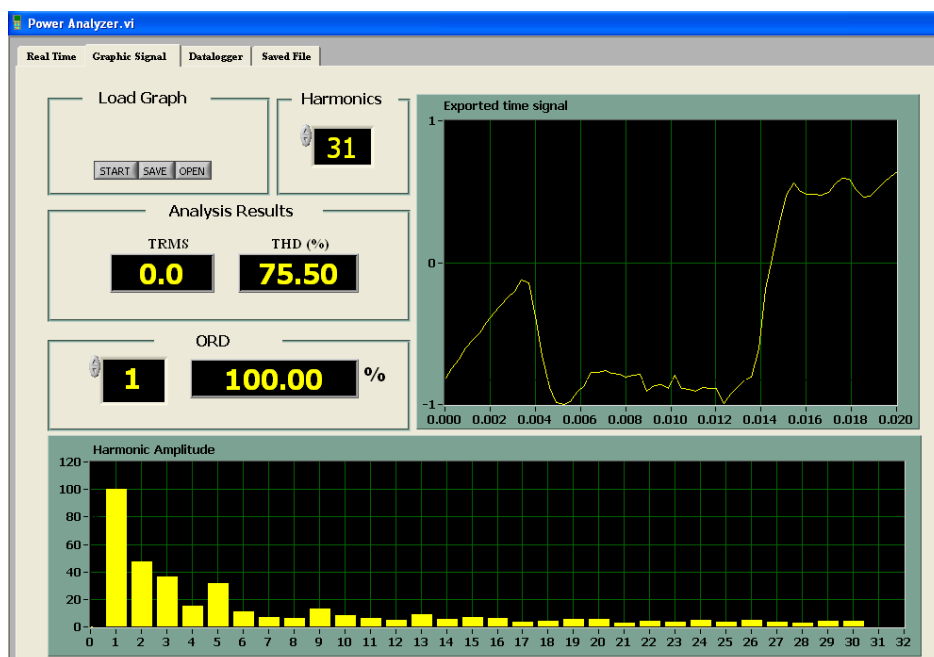 Power Analyzer.vi
Real Time Graphic Signal Datalogger Saved File
Load Graph
START SAVE OPEN
Harmonics
31
Analysis Results
TRMS THD (%)
0.0 75.50
ORD
1 100.00 %
Exported time signal
1
0
-1
0.000 0.002 0.004 0.006 0.008 0.010 0.012 0.014 0.016 0.018 0.020
Harmonic Amplitude
120
100
80
60
40
20
0
0 1 2 3 4 5 6 7 8 9 10 11 12 13 14 15 16 17 18 19 20 21 22 23 24 25 26 27 28 29 30 31 32